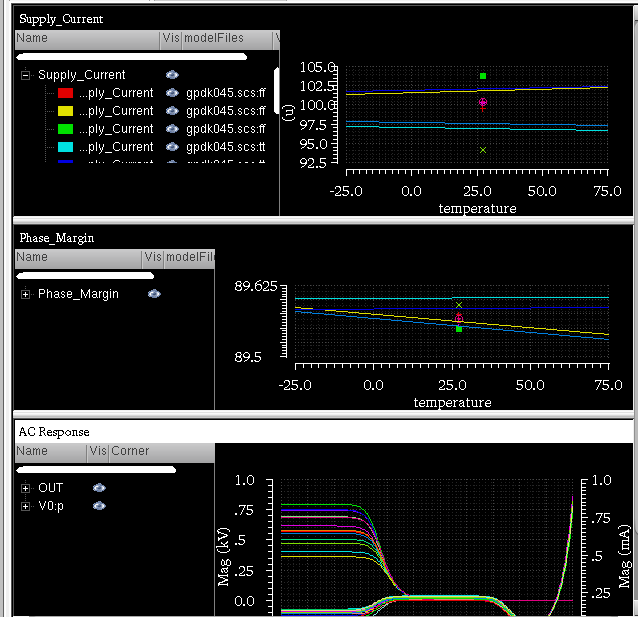 Supply_Current
Name Vis modelFiles V
Supply_Current
...ply_Current gpdk045.scs:ff
...ply_Current gpdk045.scs:ff
...ply_Current gpdk045.scs:ff
...ply_Current gpdk045.scs:tt
...ply_Current gpdk045.scs:tt
105.0
102.5
100.0
97.5
95.0
92.5
(u)
-25.0 0.0 25.0 50.0 75.0
temperature
Phase_Margin
Name Vis modelFil
Phase_Margin
89.625
89.5
-25.0 0.0 25.0 50.0 75.0
temperature
AC Response
Name Vis Corner
OUT
V0:p
1.0
.75
.5
.25
0.0
Mag (kV)
1.0
.75
.5
.25
Mag (mA)